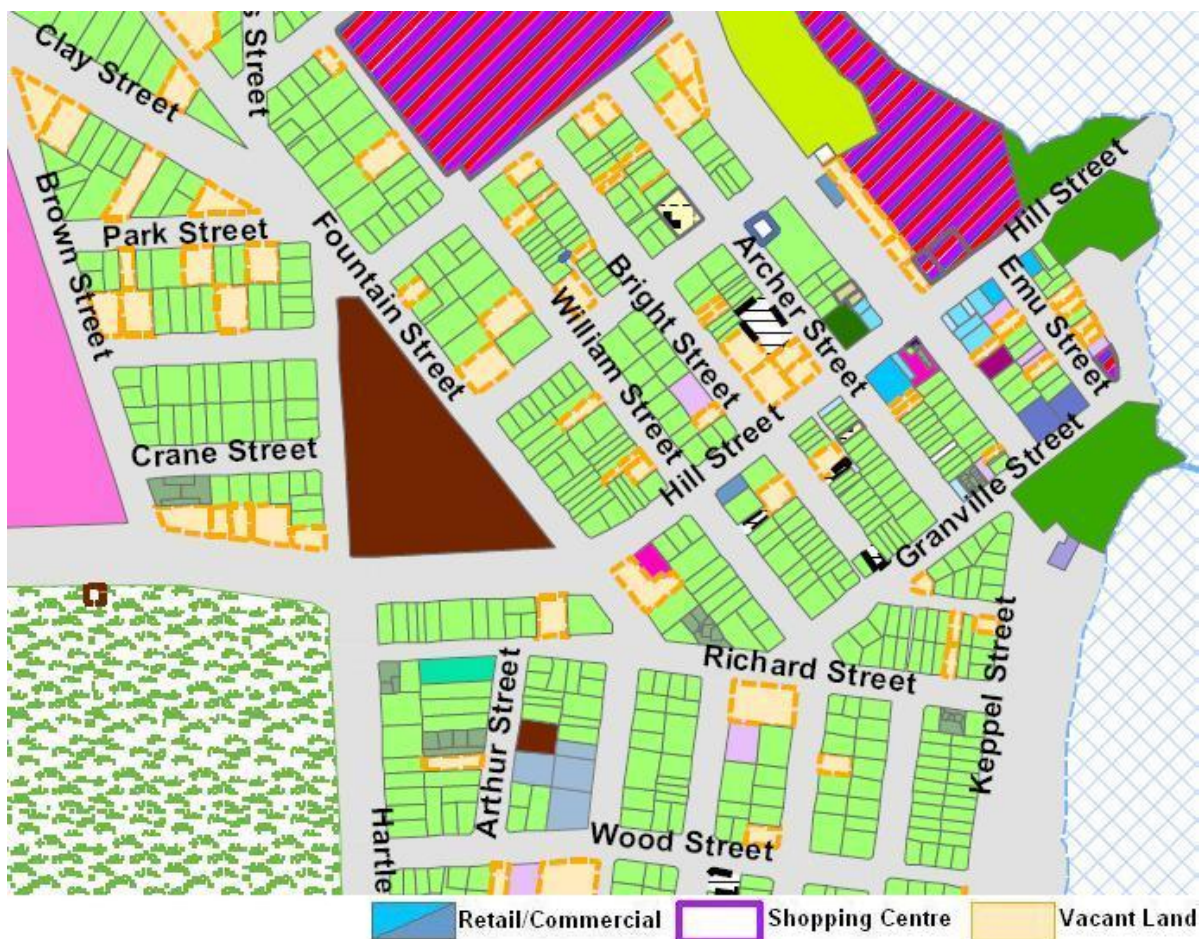 Clay Street
Street
Brown Street
Park Street
Fountain Street
Crane Street
William Street
Bright Street
Archer Street
Hill Street
Emu Street
Hill Street
Granville Street
Richard Street
Keppel Street
Arthur Street
Wood Street
Hartle
Retail/Commercial
Shopping Centre
Vacant Land